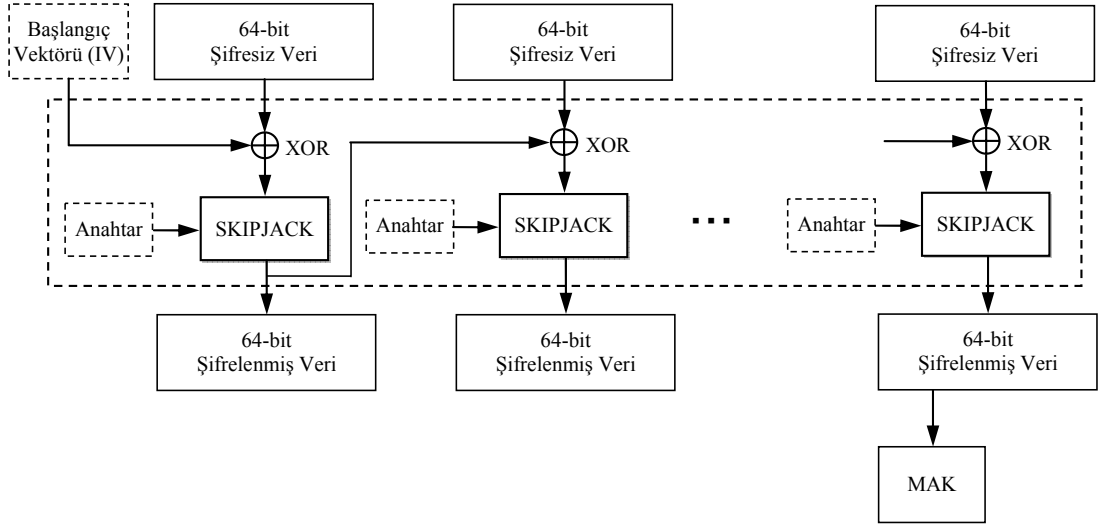 Başlangıç
Vektörü (IV)
64-bit
Şifresiz Veri
64-bit
Şifresiz Veri
64-bit
Şifresiz Veri
XOR
XOR
XOR
Anahtar
SKIPJACK
Anahtar
SKIPJACK
...
Anahtar
SKIPJACK
64-bit
Şifrelenmiş Veri
64-bit
Şifrelenmiş Veri
64-bit
Şifrelenmiş Veri
MAK